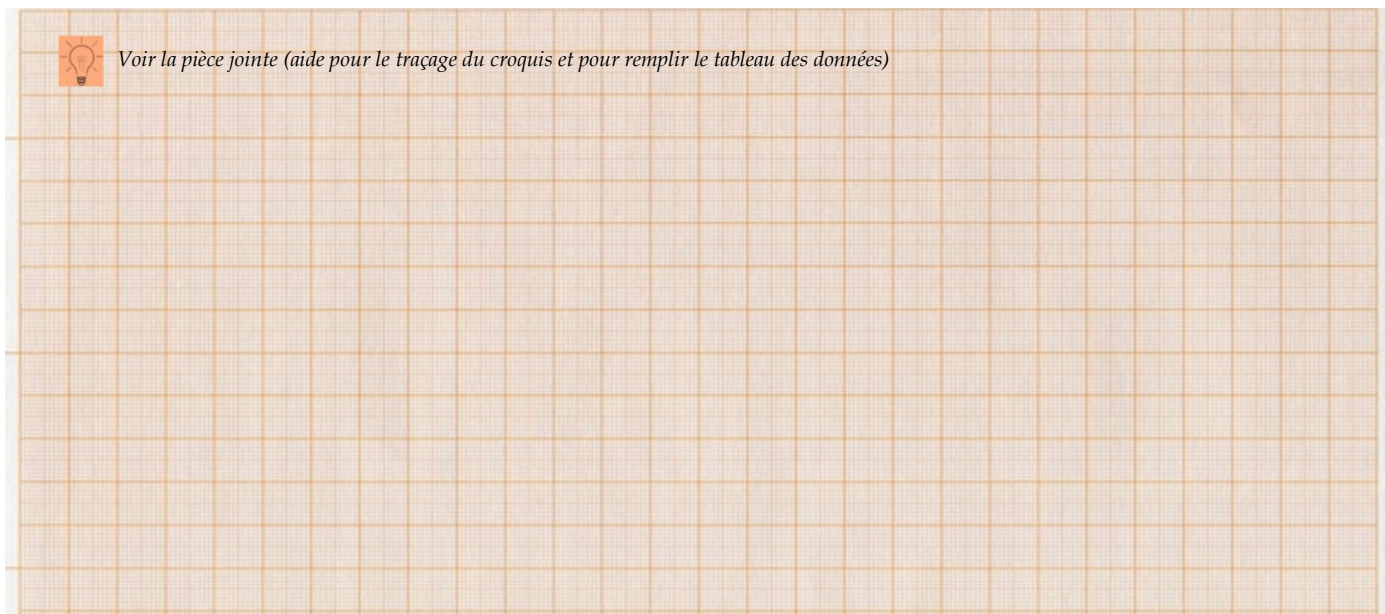 Voir la pièce jointe (aide pour le traçage du croquis et pour remplir le tableau des données)